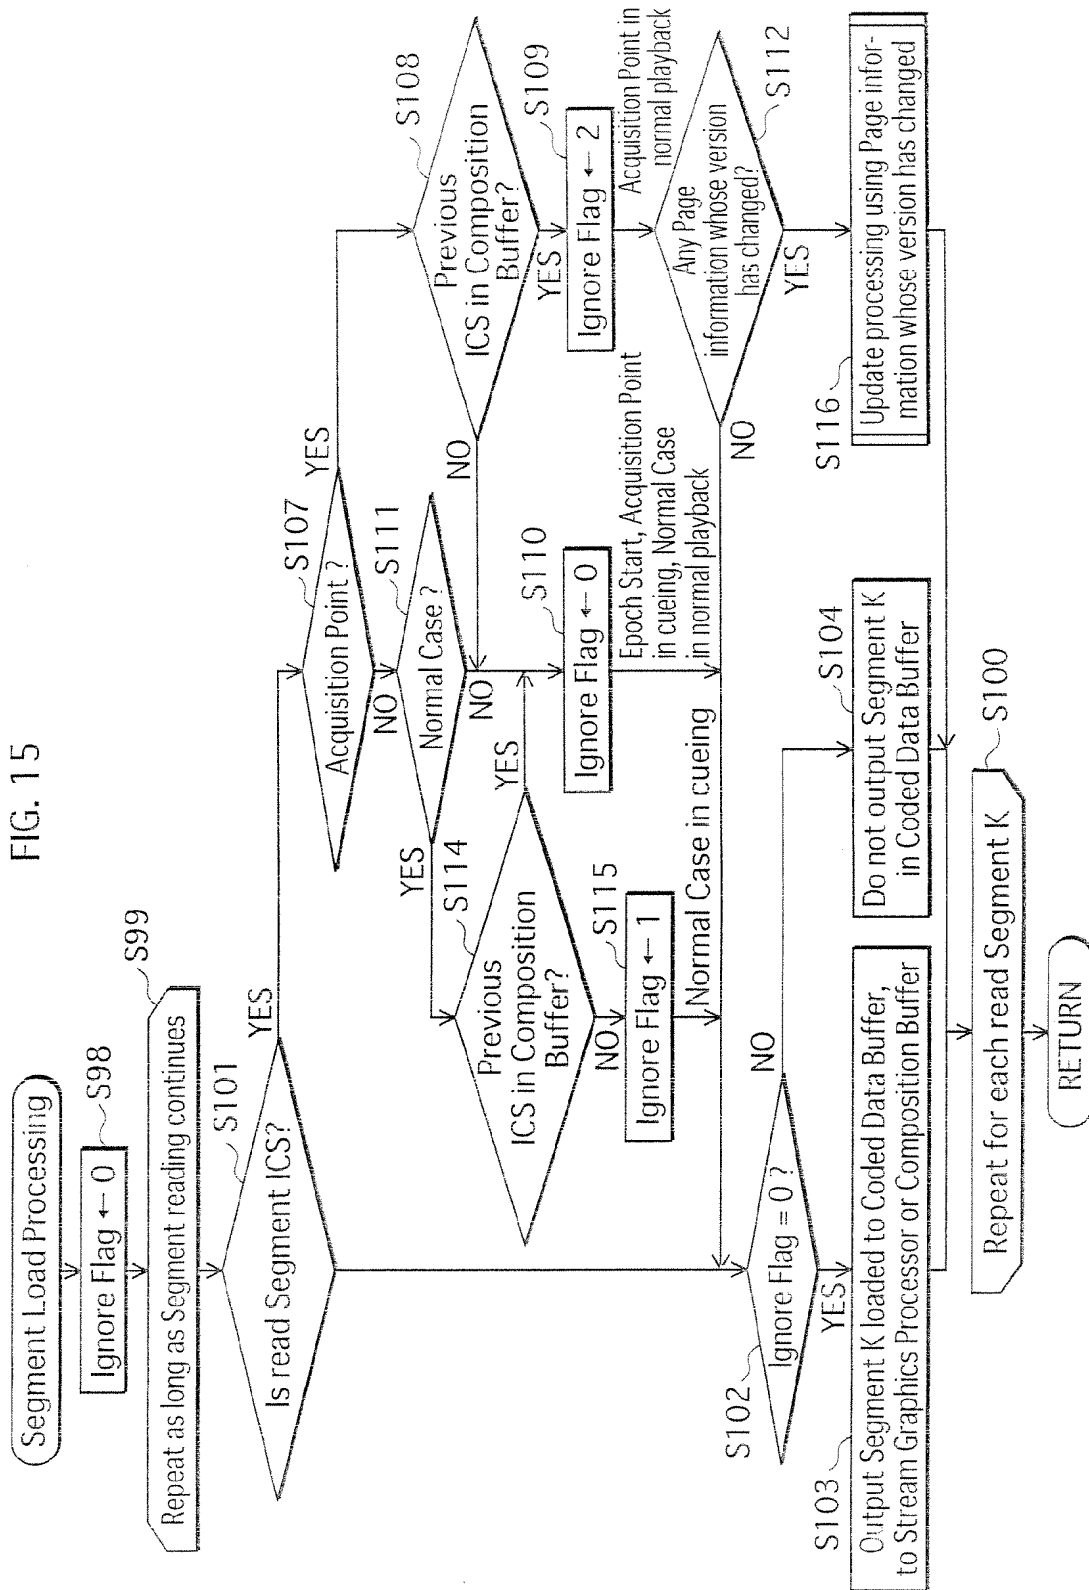 FIG. 15
Segment Load Processing
S98
Ignore Flag ← 0
S99
Repeat as long as Segment reading continues
S101
Is read Segment ICS?
YES
S107
Acquisition Point ?
YES
NO
S111
Normal Case ?
YES
NO
S108
Previous
ICS in Composition
Buffer?
NO
YES
S109
Ignore Flag ← 2
Acquisition Point in
normal playback
S114
Previous
ICS in Composition
Buffer?
YES
NO
S115
Ignore Flag ← 1
Normal Case in cueing
S110
Ignore Flag ← 0
Epoch Start, Acquisition Point
in cueing, Normal Case
in normal playback
S112
Any Page
information whose version
has changed?
NO
YES
S102
Ignore Flag = 0 ?
NO
YES
S103
Output Segment K loaded to Coded Data Buffer,
to Stream Graphics Processor or Composition Buffer
S104
Do not output Segment K
in Coded Data Buffer
S116
Update processing using Page infor-
mation whose version has changed
S100
Repeat for each read Segment K
RETURN